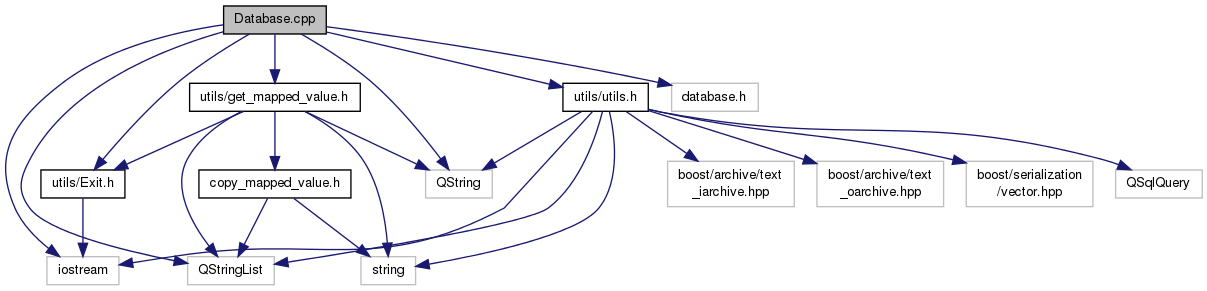 Database.cpp
utils/get_mapped_value.h
utils/utils.h
database.h
utils/Exit.h
copy_mapped_value.h
QString
boost/archive/text
_iarchive.hpp
boost/archive/text
_oarchive.hpp
boost/serialization
/vector.hpp
QSqlQuery
iostream
QStringList
string